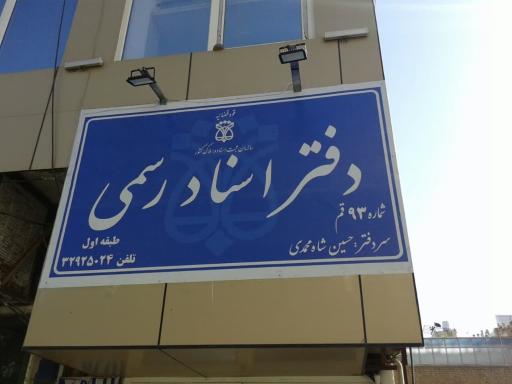 قوه قضائیه
سازمان ثبت اسناد و املاک کشور
دفتر اسناد رسمی
شماره ۹۳ قم
سردفتر: حسین شاه محمدی
طبقه اول
تلفن ۳۲۹۲۵۰۲۴